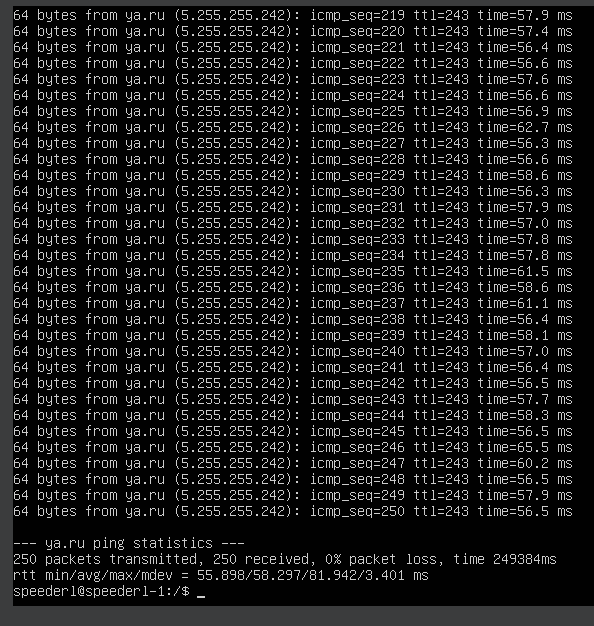 64 bytes from ya.ru (5.255.255.242): icmp_seq=219 ttl=243 time=57.9 ms
64 bytes from ya.ru (5.255.255.242): icmp_seq=220 ttl=243 time=57.4 ms
64 bytes from ya.ru (5.255.255.242): icmp_seq=221 ttl=243 time=56.4 ms
64 bytes from ya.ru (5.255.255.242): icmp_seq=222 ttl=243 time=56.6 ms
64 bytes from ya.ru (5.255.255.242): icmp_seq=223 ttl=243 time=57.6 ms
64 bytes from ya.ru (5.255.255.242): icmp_seq=224 ttl=243 time=56.6 ms
64 bytes from ya.ru (5.255.255.242): icmp_seq=225 ttl=243 time=56.9 ms
64 bytes from ya.ru (5.255.255.242): icmp_seq=226 ttl=243 time=62.7 ms
64 bytes from ya.ru (5.255.255.242): icmp_seq=227 ttl=243 time=56.3 ms
64 bytes from ya.ru (5.255.255.242): icmp_seq=228 ttl=243 time=56.6 ms
64 bytes from ya.ru (5.255.255.242): icmp_seq=229 ttl=243 time=58.6 ms
64 bytes from ya.ru (5.255.255.242): icmp_seq=230 ttl=243 time=56.3 ms
64 bytes from ya.ru (5.255.255.242): icmp_seq=231 ttl=243 time=57.9 ms
64 bytes from ya.ru (5.255.255.242): icmp_seq=232 ttl=243 time=57.0 ms
64 bytes from ya.ru (5.255.255.242): icmp_seq=233 ttl=243 time=57.8 ms
64 bytes from ya.ru (5.255.255.242): icmp_seq=234 ttl=243 time=57.8 ms
64 bytes from ya.ru (5.255.255.242): icmp_seq=235 ttl=243 time=61.5 ms
64 bytes from ya.ru (5.255.255.242): icmp_seq=236 ttl=243 time=58.6 ms
64 bytes from ya.ru (5.255.255.242): icmp_seq=237 ttl=243 time=61.1 ms
64 bytes from ya.ru (5.255.255.242): icmp_seq=238 ttl=243 time=56.4 ms
64 bytes from ya.ru (5.255.255.242): icmp_seq=239 ttl=243 time=58.1 ms
64 bytes from ya.ru (5.255.255.242): icmp_seq=240 ttl=243 time=57.0 ms
64 bytes from ya.ru (5.255.255.242): icmp_seq=241 ttl=243 time=56.4 ms
64 bytes from ya.ru (5.255.255.242): icmp_seq=242 ttl=243 time=56.5 ms
64 bytes from ya.ru (5.255.255.242): icmp_seq=243 ttl=243 time=57.7 ms
64 bytes from ya.ru (5.255.255.242): icmp_seq=244 ttl=243 time=58.3 ms
64 bytes from ya.ru (5.255.255.242): icmp_seq=245 ttl=243 time=56.5 ms
64 bytes from ya.ru (5.255.255.242): icmp_seq=246 ttl=243 time=65.5 ms
64 bytes from ya.ru (5.255.255.242): icmp_seq=247 ttl=243 time=60.2 ms
64 bytes from ya.ru (5.255.255.242): icmp_seq=248 ttl=243 time=56.5 ms
64 bytes from ya.ru (5.255.255.242): icmp_seq=249 ttl=243 time=57.9 ms
64 bytes from ya.ru (5.255.255.242): icmp_seq=250 ttl=243 time=56.5 ms
--- ya.ru ping statistics ---
250 packets transmitted, 250 received, 0% packet loss, time 249384ms
rtt min/avg/max/mdev = 55.898/58.297/81.942/3.401 ms
speederl@speederl-1:/$ _